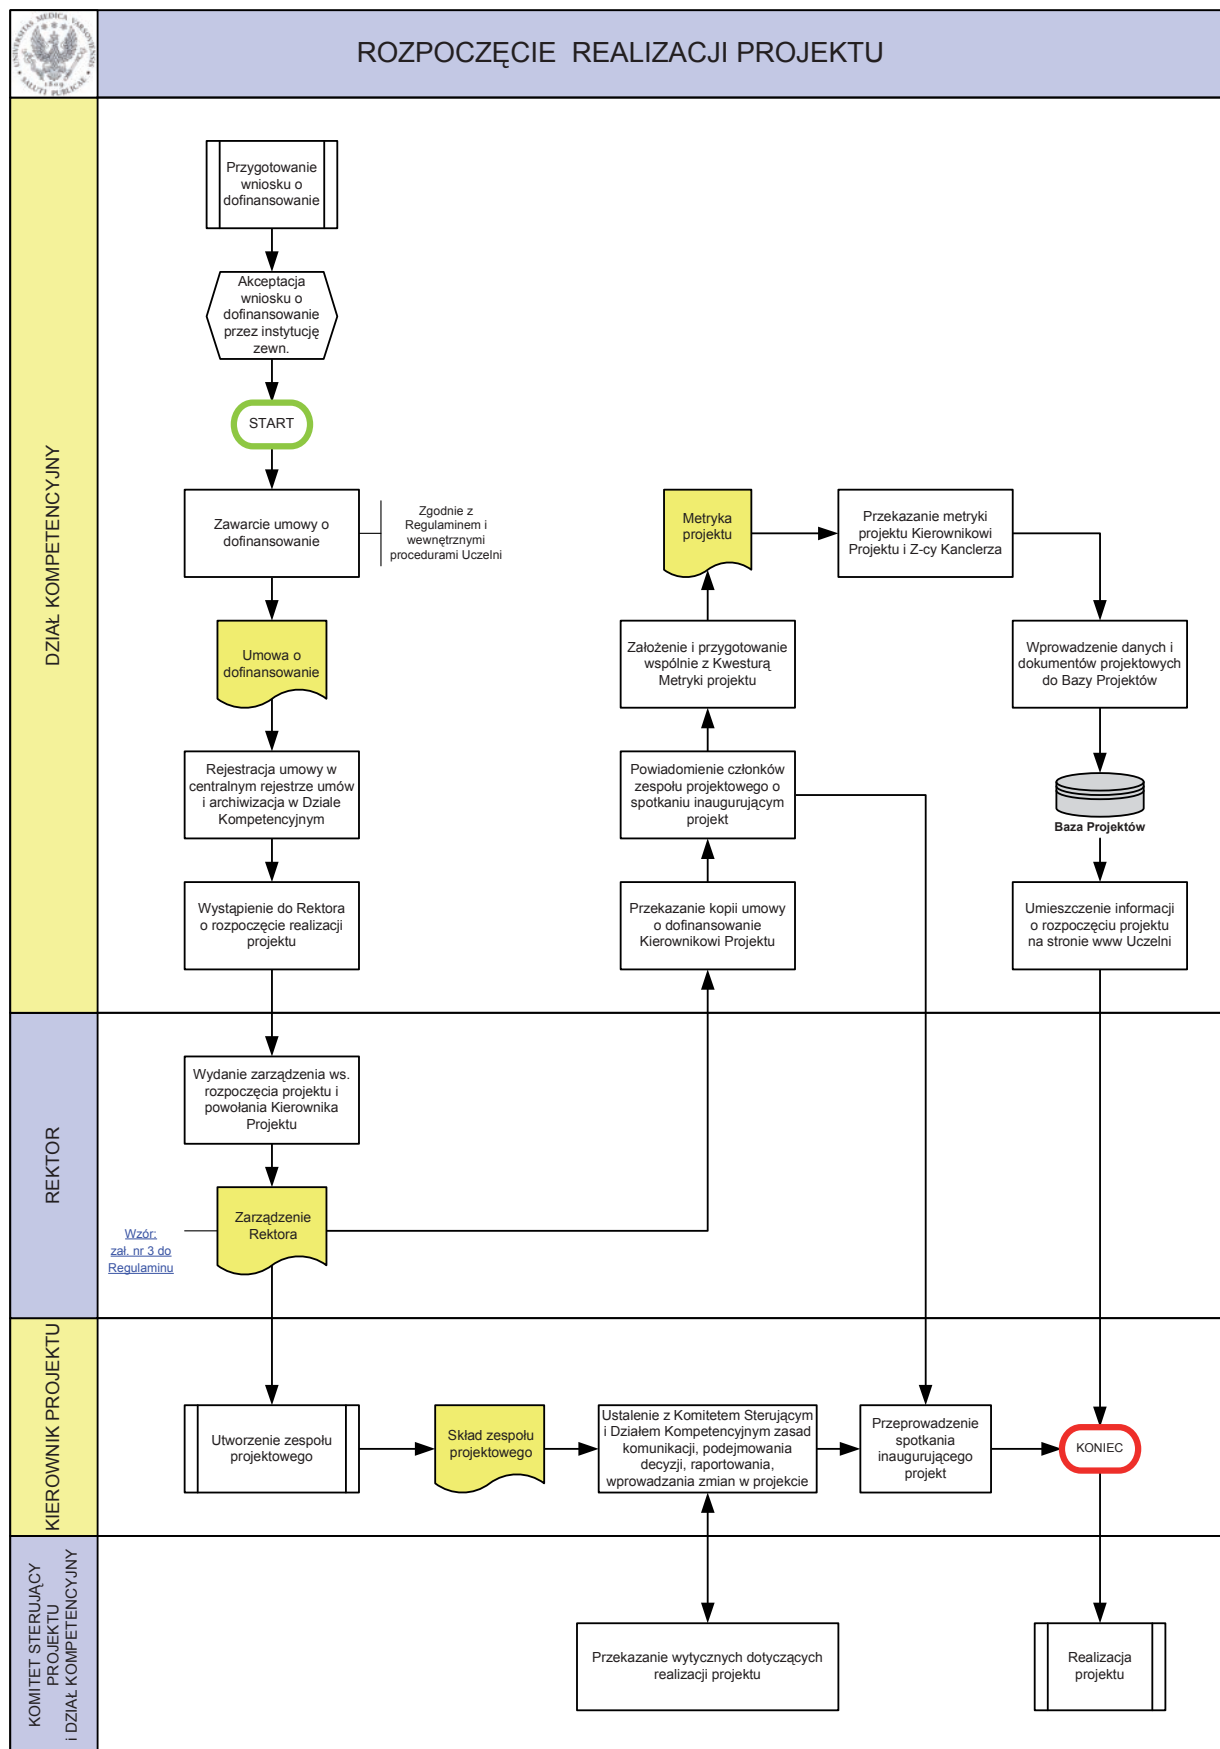 UNIVERSITAS MEDICA VARSOVIENSIS
SALUTI PUBLICAE
1809
ROZPOCZĘCIE REALIZACJI PROJEKTU
DZIAŁ KOMPETENCYJNY
Przygotowanie
wniosku o
dofinansowanie
Akceptacja
wniosku o
dofinansowanie
przez instytucję
zewn.
START
Zawarcie umowy o
dofinansowanie
Zgodnie z
Regulaminem i
wewnętrznymi
procedurami Uczelni
Umowa o
dofinansowanie
Rejestracja umowy w
centralnym rejestrze umów
i archiwizacja w Dziale
Kompetencyjnym
Wystąpienie do Rektora
o rozpoczęcie realizacji
projektu
Metryka
projektu
Przekazanie metryki
projektu Kierownikowi
Projektu i Z-cy Kanclerza
Założenie i przygotowanie
wspólnie z Kwesturą
Metryki projektu
Wprowadzenie danych i
dokumentów projektowych
do Bazy Projektów
Powiadomienie członków
zespołu projektowego o
spotkaniu inaugurującym
projekt
Baza Projektów
Przekazanie kopii umowy
o dofinansowanie
Kierownikowi Projektu
Umieszczenie informacji
o rozpoczęciu projektu
na stronie www Uczelni
REKTOR
Wydanie zarządzenia ws.
rozpoczęcia projektu i
powołania Kierownika
Projektu
Zarządzenie
Rektora
Wzór:
zał. nr 3 do
Regulaminu
KIEROWNIK PROJEKTU
Utworzenie zespołu
projektowego
Skład zespołu
projektowego
Ustalenie z Komitetem Sterującym
i Działem Kompetencyjnym zasad
komunikacji, podejmowania
decyzji, raportowania,
wprowadzania zmian w projekcie
Przeprowadzenie
spotkania
inaugurującego
projekt
KONIEC
KOMITET STERUJĄCY
PROJEKTU
i DZIAŁ KOMPETENCYJNY
Przekazanie wytycznych dotyczących
realizacji projektu
Realizacja
projektu